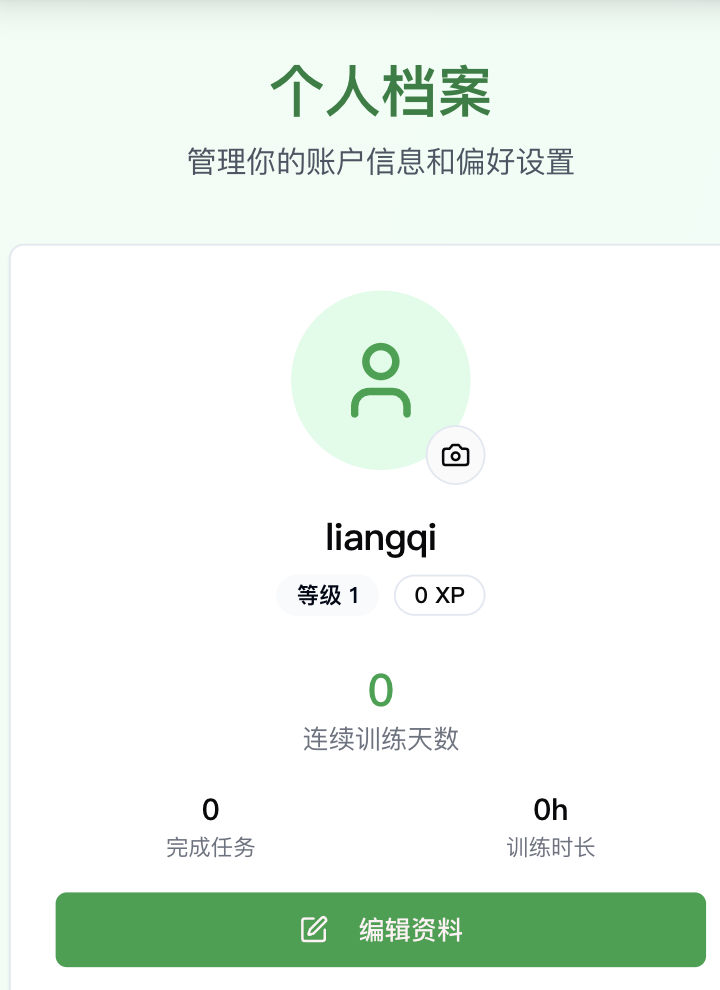 个人档案
管理你的账户信息和偏好设置
liangqi
等级 1 0 XP
0
连续训练天数
0 0h
完成任务 训练时长
编辑资料